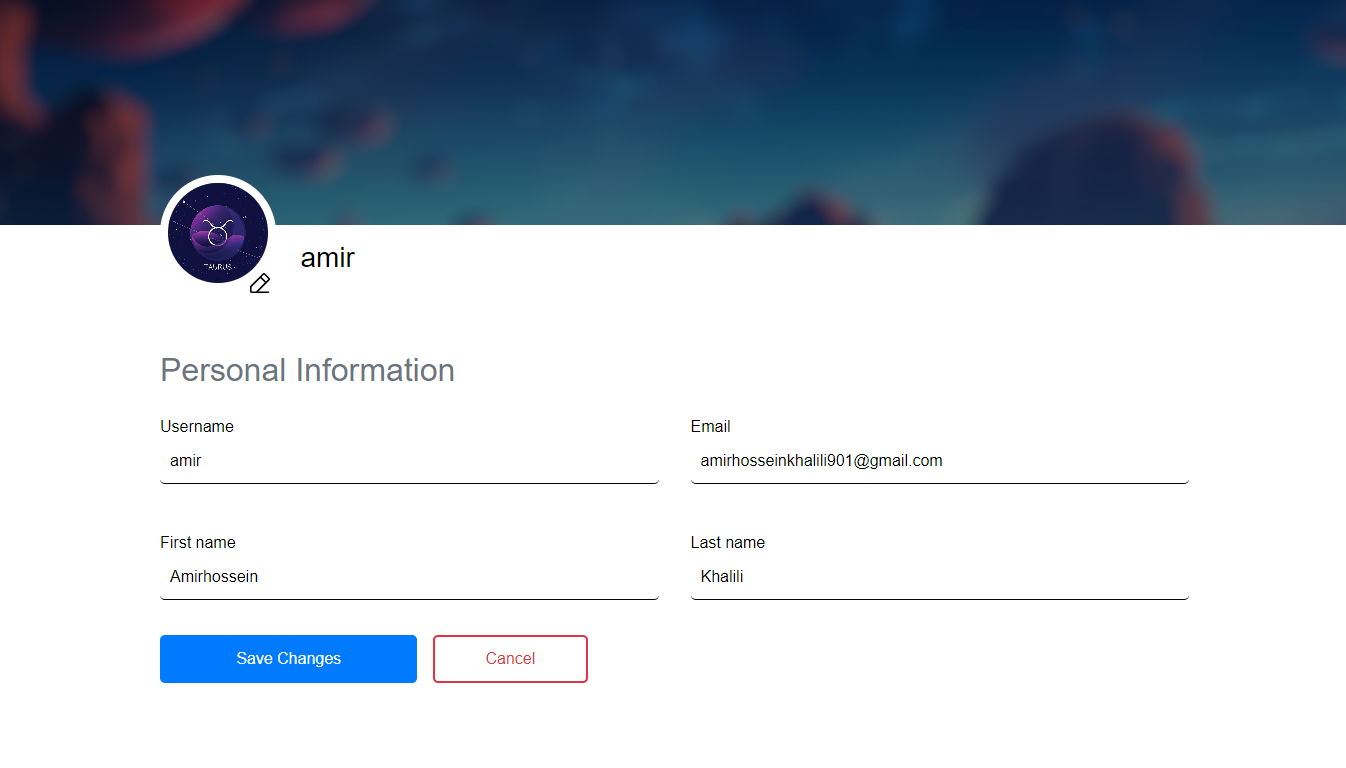 TAURUS
amir
Personal Information
Username
Email
amir
amirhosseinkhalili901@gmail.com
First name
Last name
Amirhossein
Khalili
Save Changes
Cancel